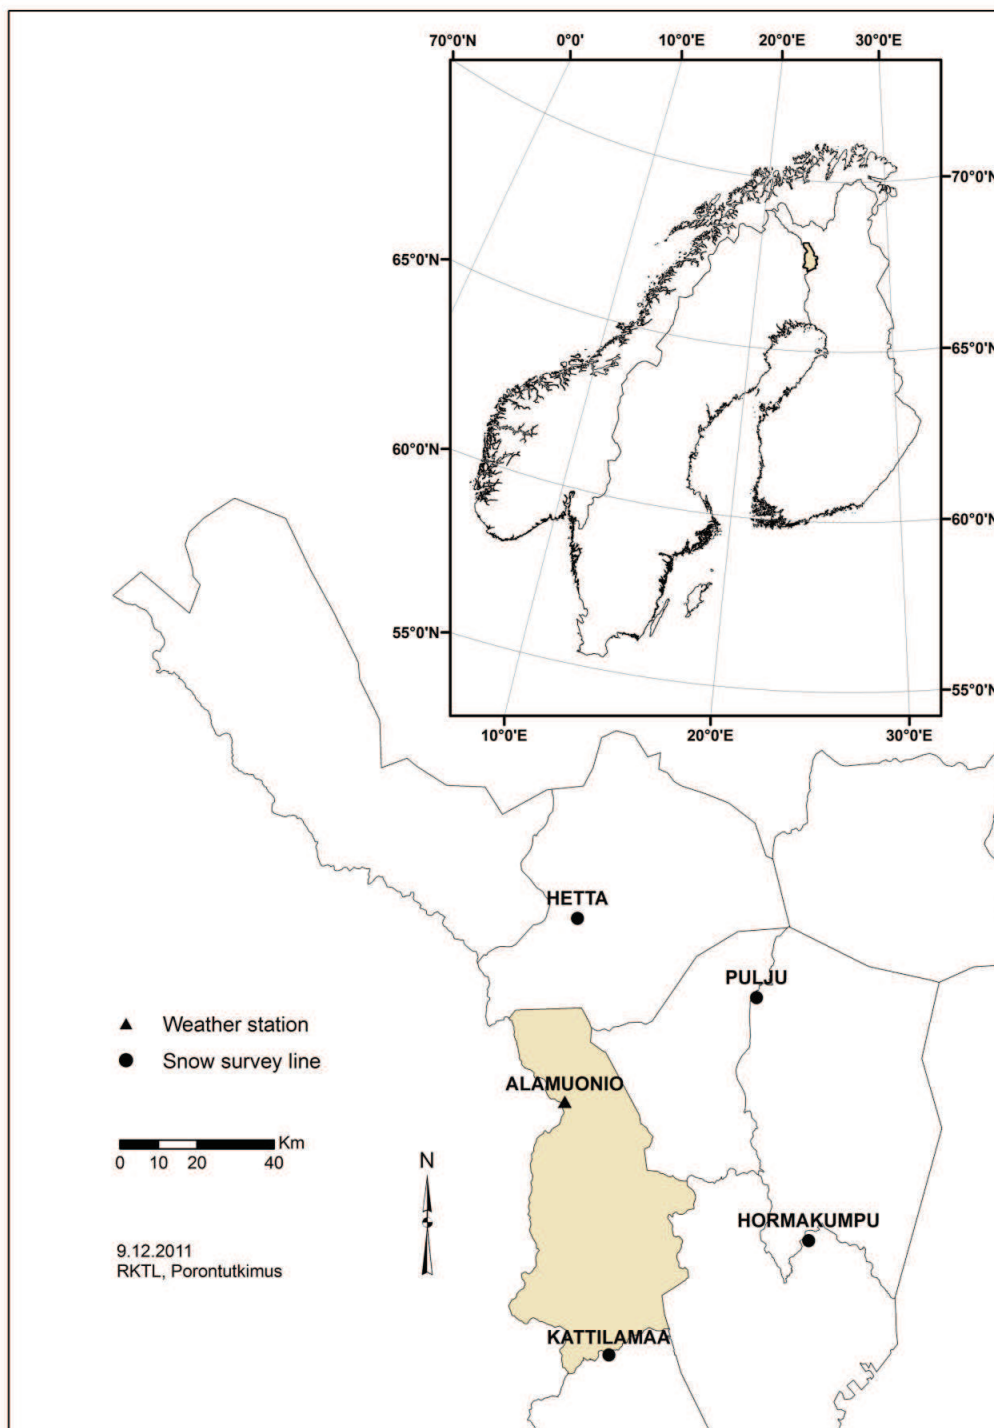 70°0'N 0°0' 10°0'E 20°0'E 30°0'E
70°0'N
65°0'N
65°0'N
60°0'N
60°0'N
55°0'N
55°0'N
10°0'E 20°0'E 30°0'E
HETTA
PULJU
Weather station
Snow survey line
ALAMUONIO
Km
0 10 20 40
N
HORMAKUMPU
9.12.2011
RKTL, Porontutkimus
KATTILAMAA